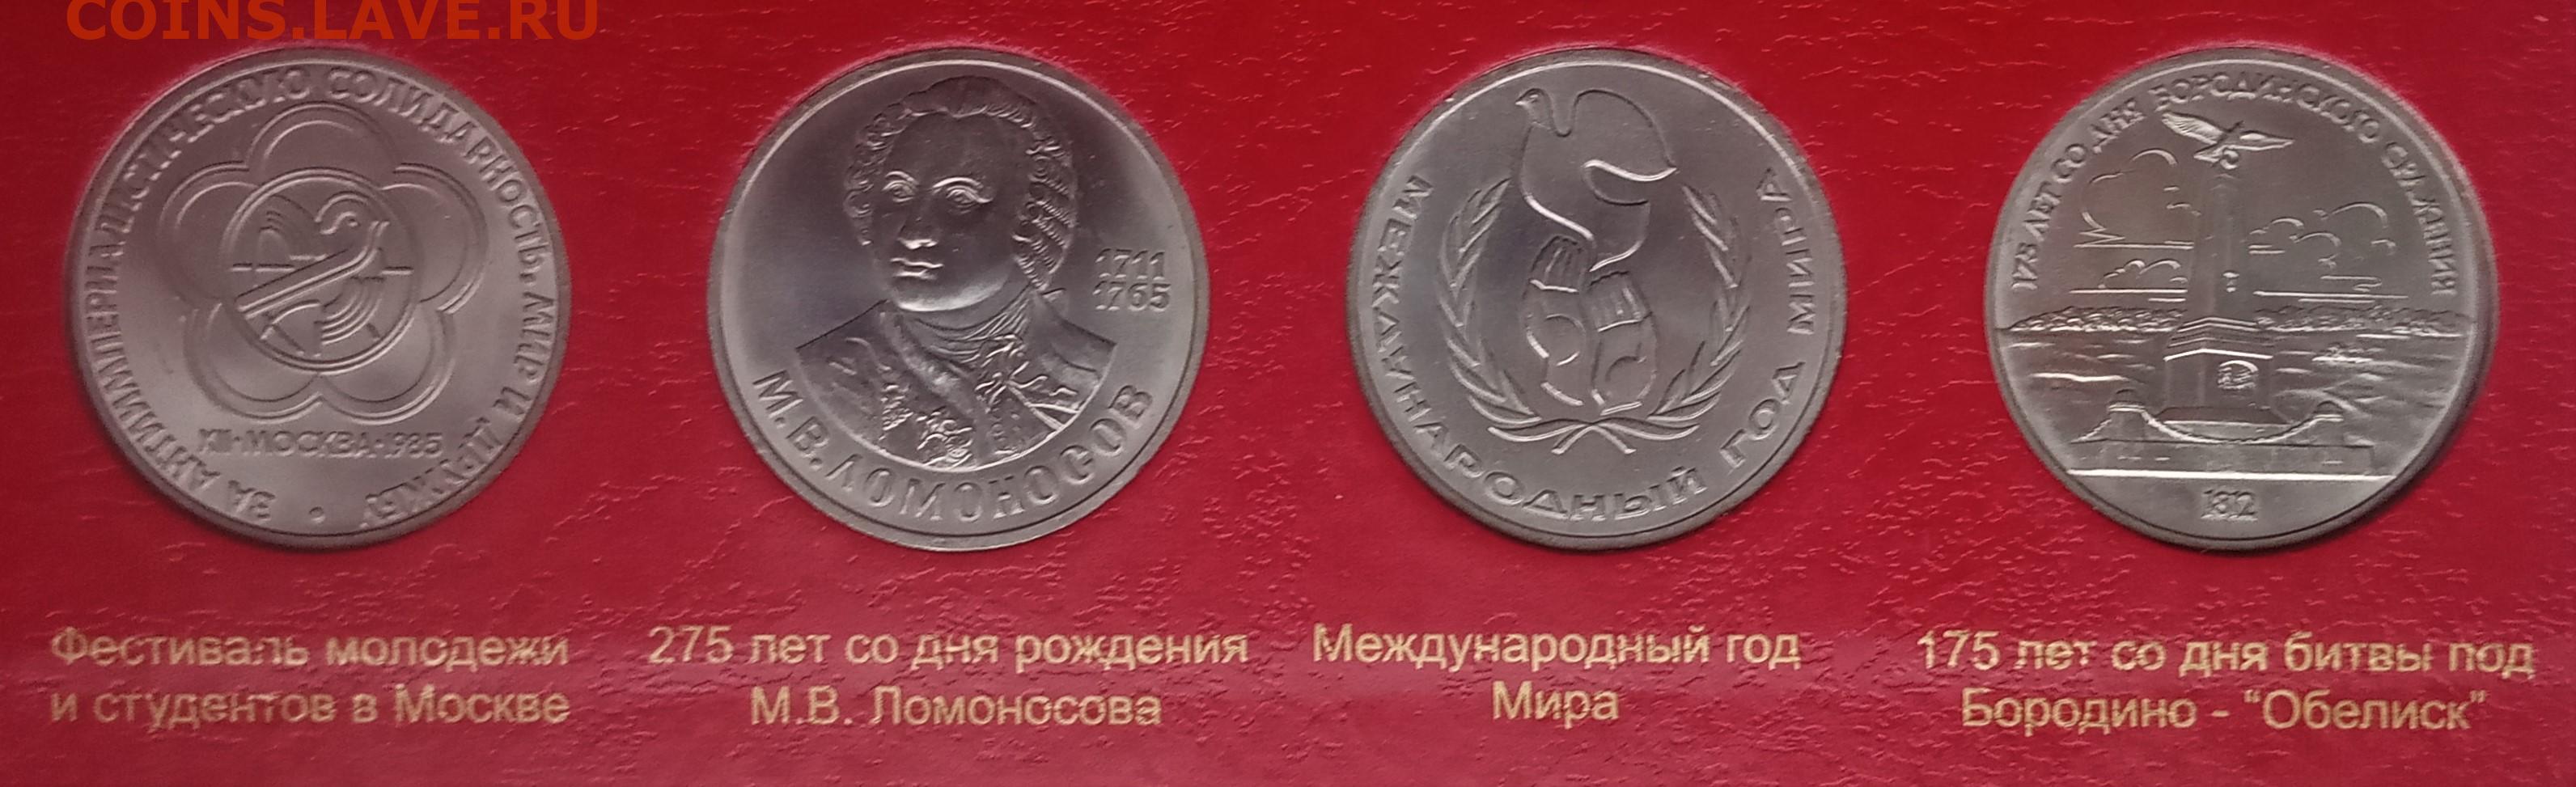 COINS.LAVE.RU
ЗА АНТИИМПЕРИАЛИСТИЧЕСКУЮ СОЛИДАРНОСТЬ, МИР И ДРУЖБУ •
XII•МОСКВА•1985
1711
1765
М.В.ЛОМОНОСОВ
МЕЖДУНАРОДНЫЙ ГОД МИРА
175 ЛЕТ СО ДНЯ БОРОДИНСКОГО СРАЖЕНИЯ
1812
Фестиваль молодежи
и студентов в Москве
275 лет со дня рождения
М.В. Ломоносова
Международный год
Мира
175 лет со дня битвы под
Бородино - "Обелиск"